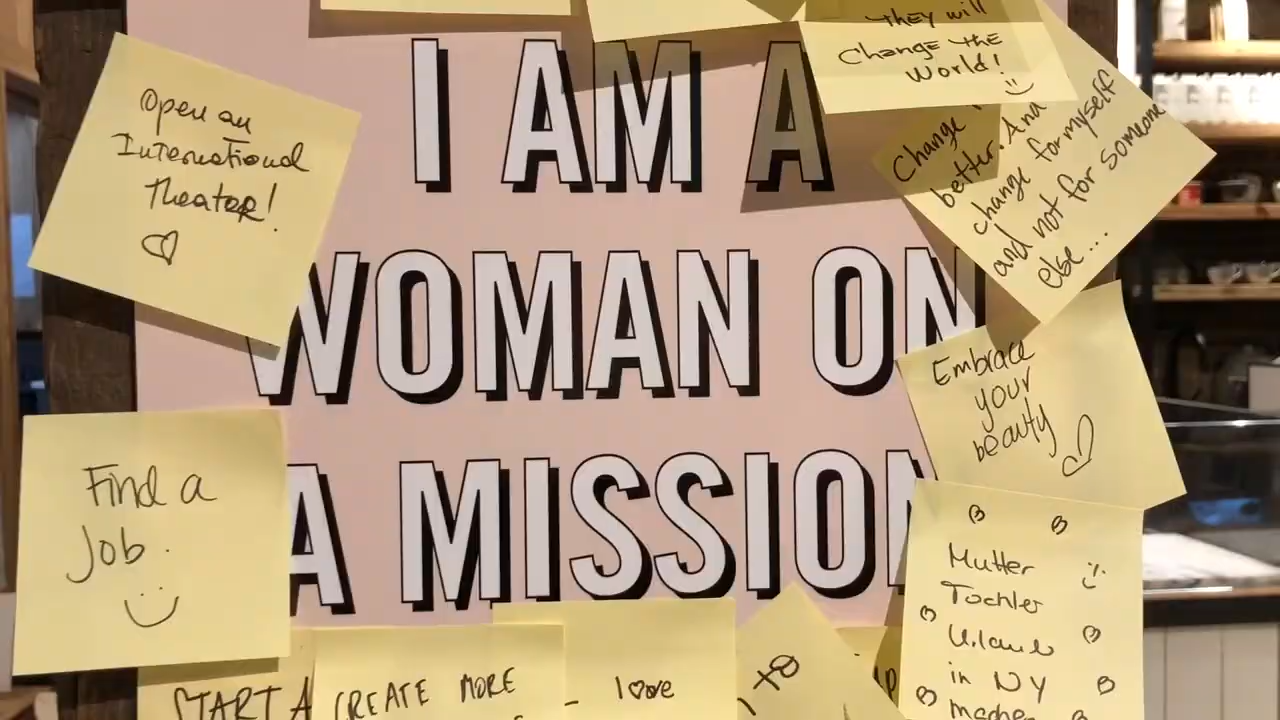 they will
Change the
World!
Open an
International
Theater!
I AM A
WOMAN ON
A MISSION
Change
better. And
change for myself
and not for someone
else...
Embrace
your
beauty
Find a
Job.
Mutter
Tochter
Urlaub
in NY
machen
START A
CREATE MORE
love
to